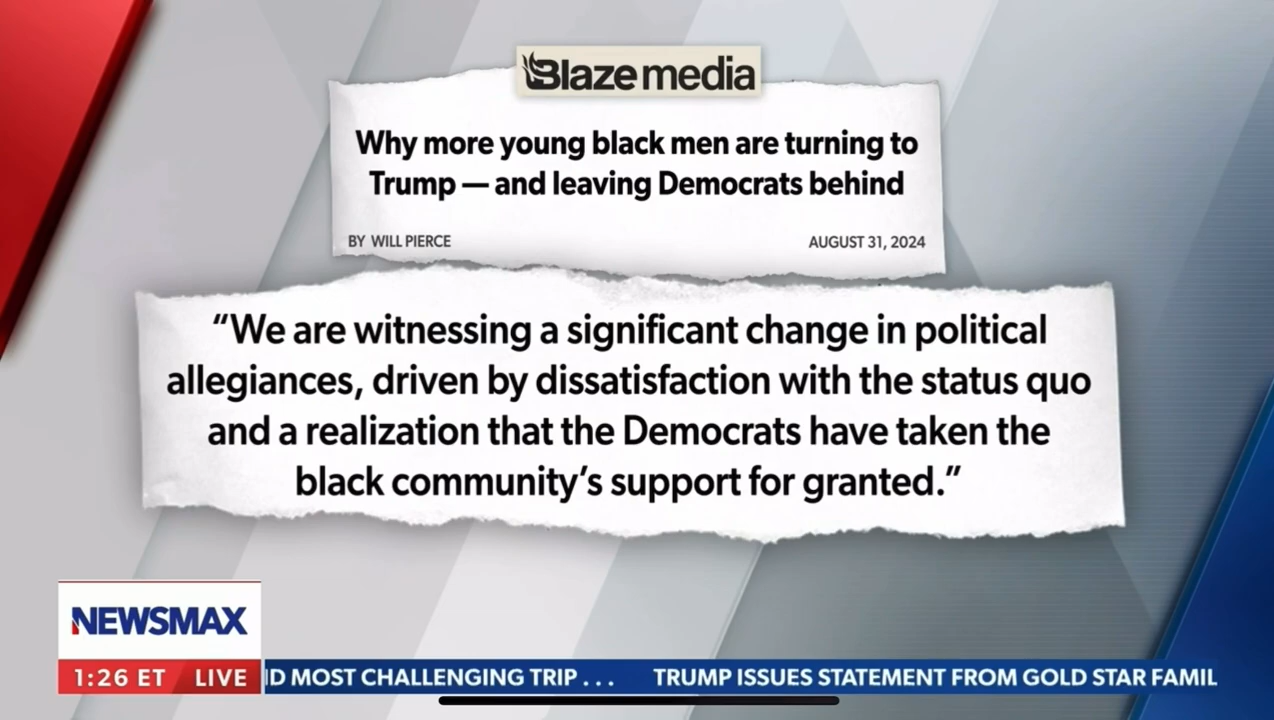 Blaze media
Why more young black men are turning to
Trump — and leaving Democrats behind
BY WILL PIERCE
AUGUST 31, 2024
“We are witnessing a significant change in political
allegiances, driven by dissatisfaction with the status quo
and a realization that the Democrats have taken the
black community’s support for granted.”
NEWSMAX
1:26 ET LIVE
MOST CHALLENGING TRIP . . . TRUMP ISSUES STATEMENT FROM GOLD STAR FAMIL